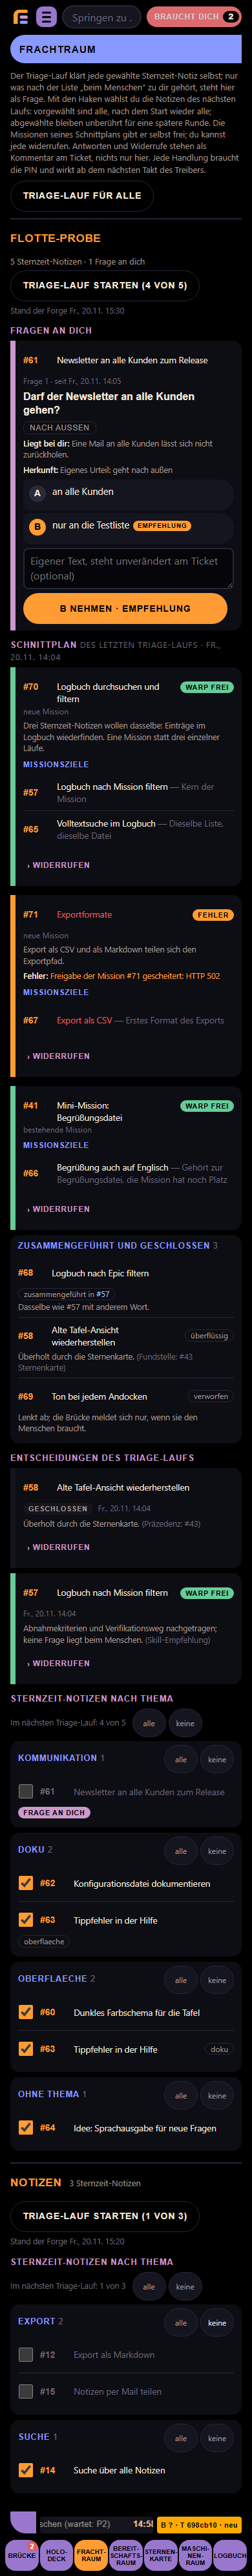 Springen zu .
BRAUCHT DICH 2
FRACHTRAUM
Der Triage-Lauf klärt jede gewählte Sternzeit-Notiz selbst; nur
was nach der Liste „beim Menschen“ zu dir gehört, steht hier
als Frage. Mit den Haken wählst du die Notizen des nächsten
Laufs: vorgewählt sind alle, nach dem Start wieder alle;
abgewählte bleiben unberührt für eine spätere Runde. Die
Missionen seines Schnittplans gibt er selbst frei; du kannst
jede widerrufen. Antworten und Widerrufe stehen als
Kommentar am Ticket, nichts nur hier. Jede Handlung braucht
die PIN und wirkt ab dem nächsten Takt des Treibers.
TRIAGE-LAUF FÜR ALLE
FLOTTE-PROBE
5 Sternzeit-Notizen · 1 Frage an dich
TRIAGE-LAUF STARTEN (4 VON 5)
Stand der Forge Fr., 20.11. 15:30
FRAGEN AN DICH
#61 Newsletter an alle Kunden zum Release
Frage 1 · seit Fr., 20.11. 14:05
Darf der Newsletter an alle Kunden
gehen?
NACH AUSSEN
Liegt bei dir: Eine Mail an alle Kunden lässt sich nicht
zurückholen.
Herkunft: Eigenes Urteil: geht nach außen
A an alle Kunden
B nur an die Testliste EMPFEHLUNG
Eigener Text, steht unverändert am Ticket
(optional)
B NEHMEN · EMPFEHLUNG
SCHNITTPLAN DES LETZTEN TRIAGE-LAUFS · FR.,
20.11. 14:04
#70 Logbuch durchsuchen und
filtern
WARP FREI
neue Mission
Drei Sternzeit-Notizen wollen dasselbe: Einträge im
Logbuch wiederfinden. Eine Mission statt drei einzelner
Läufe.
MISSIONSZIELE
#57 Logbuch nach Mission filtern — Kern der
Mission
#65 Volltextsuche im Logbuch — Dieselbe Liste,
dieselbe Datei
› WIDERRUFEN
#71 Exportformate FEHLER
neue Mission
Export als CSV und als Markdown teilen sich den
Exportpfad.
Fehler: Freigabe der Mission #71 gescheitert: HTTP 502
MISSIONSZIELE
#67 Export als CSV — Erstes Format des Exports
› WIDERRUFEN
#41 Mini-Mission:
Begrüßungsdatei
WARP FREI
bestehende Mission
MISSIONSZIELE
#66 Begrüßung auch auf Englisch — Gehört zur
Begrüßungsdatei, die Mission hat noch Platz
› WIDERRUFEN
ZUSAMMENGEFÜHRT UND GESCHLOSSEN 3
#68 Logbuch nach Epic filtern
zusammengeführt in #57
Dasselbe wie #57 mit anderem Wort.
#58 Alte Tafel-Ansicht
wiederherstellen
überflüssig
Überholt durch die Sternenkarte. (Fundstelle: #43
Sternenkarte)
#69 Ton bei jedem Andocken verworfen
Lenkt ab; die Brücke meldet sich nur, wenn sie den
Menschen braucht.
ENTSCHEIDUNGEN DES TRIAGE-LAUFS
#58 Alte Tafel-Ansicht wiederherstellen
GESCHLOSSEN Fr., 20.11. 14:04
Überholt durch die Sternenkarte. (Präzedenz: #43)
› WIDERRUFEN
#57 Logbuch nach Mission filtern WARP FREI
Fr., 20.11. 14:04
Abnahmekriterien und Verifikationsweg nachgetragen;
keine Frage liegt beim Menschen. (Skill-Empfehlung)
› WIDERRUFEN
STERNZEIT-NOTIZEN NACH THEMA
Im nächsten Triage-Lauf: 4 von 5 alle keine
KOMMUNIKATION 1 alle keine
#61 Newsletter an alle Kunden zum Release
FRAGE AN DICH
DOKU 2 alle keine
#62 Konfigurationsdatei dokumentieren
#63 Tippfehler in der Hilfe
oberflaeche
OBERFLAECHE 2 alle keine
#60 Dunkles Farbschema für die Tafel
#63 Tippfehler in der Hilfe doku
OHNE THEMA 1 alle keine
#64 Idee: Sprachausgabe für neue Fragen
NOTIZEN 3 Sternzeit-Notizen
TRIAGE-LAUF STARTEN (1 VON 3)
Stand der Forge Fr., 20.11. 15:20
STERNZEIT-NOTIZEN NACH THEMA
Im nächsten Triage-Lauf: 1 von 3 alle keine
EXPORT 2 alle keine
#12 Export als Markdown
#15 Notizen per Mail teilen
SUCHE 1 alle keine
#14 Suche über alle Notizen
schen (wartet: P2) 14:5
B ? · T 698cb10 · neu
BRÜCKE 2
HOLO-
DECK
FRACHT-
RAUM
BEREIT-
SCHAFTS-
RAUM
STERNEN-
KARTE
MASCHI-
NEN-
RAUM
LOGBUCH